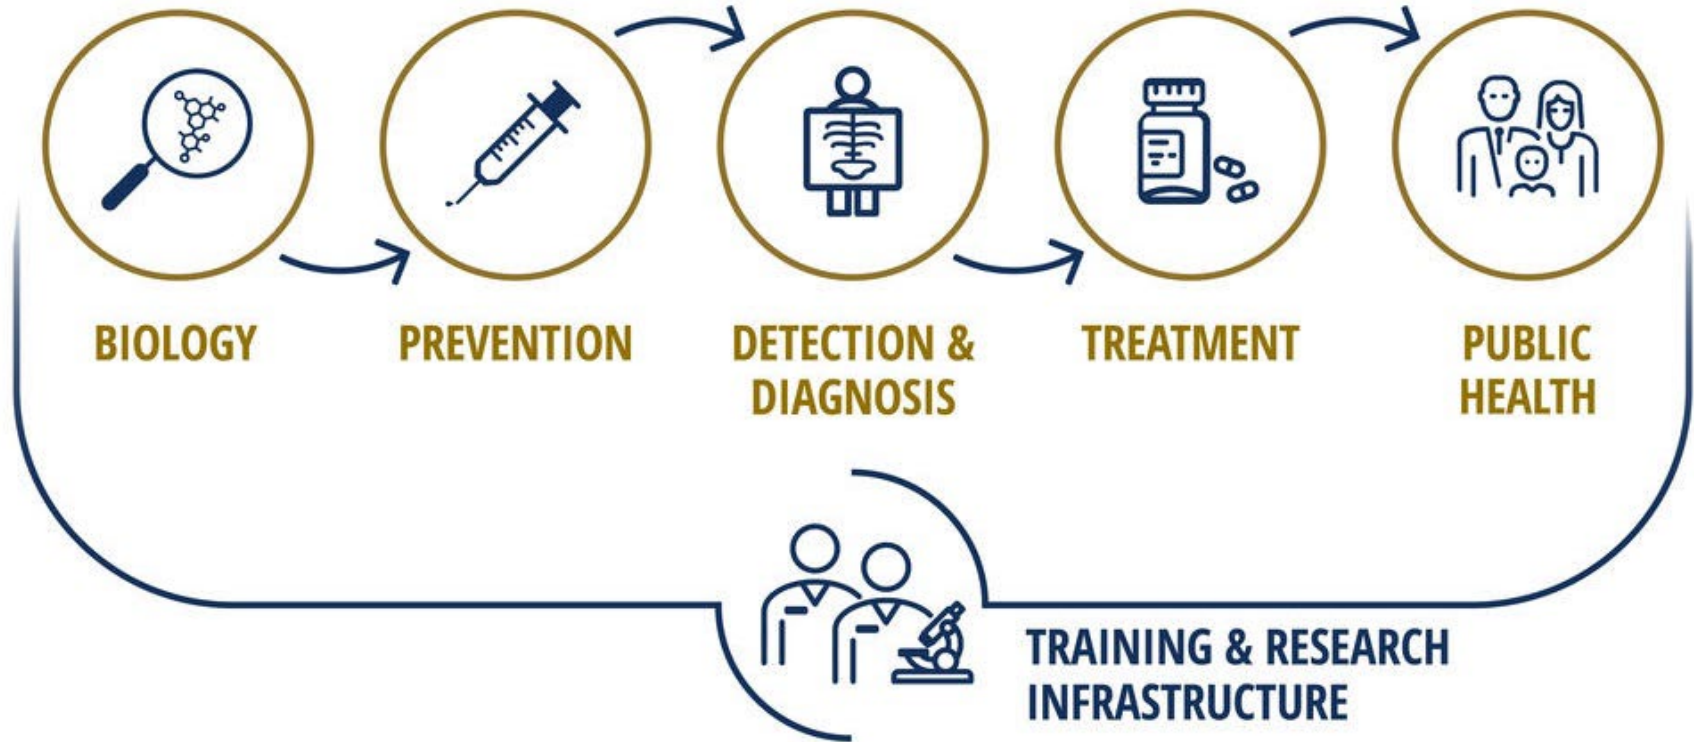 BIOLOGY
PREVENTION
DETECTION &
DIAGNOSIS
TREATMENT
PUBLIC
HEALTH
TRAINING & RESEARCH
INFRASTRUCTURE